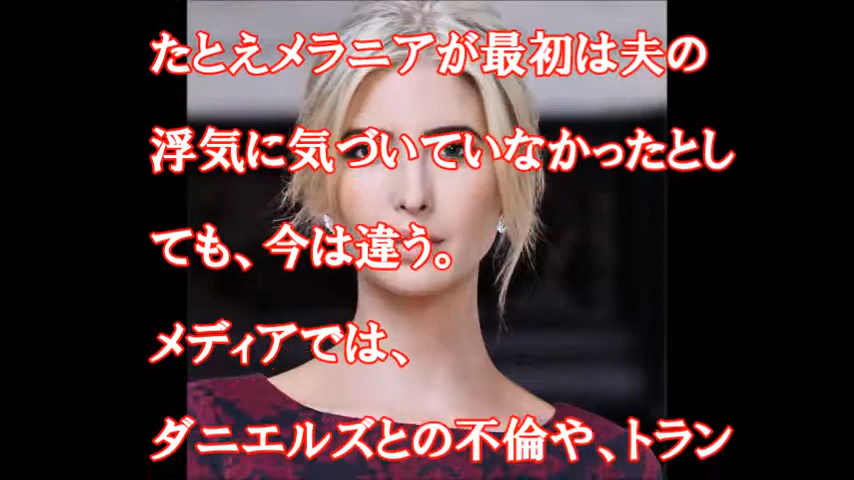 たとえメラニアが最初は夫の
浮気に気づいていなかったとし
ても、今は違う。
メディアでは、
ダニエルズとの不倫や、トラン